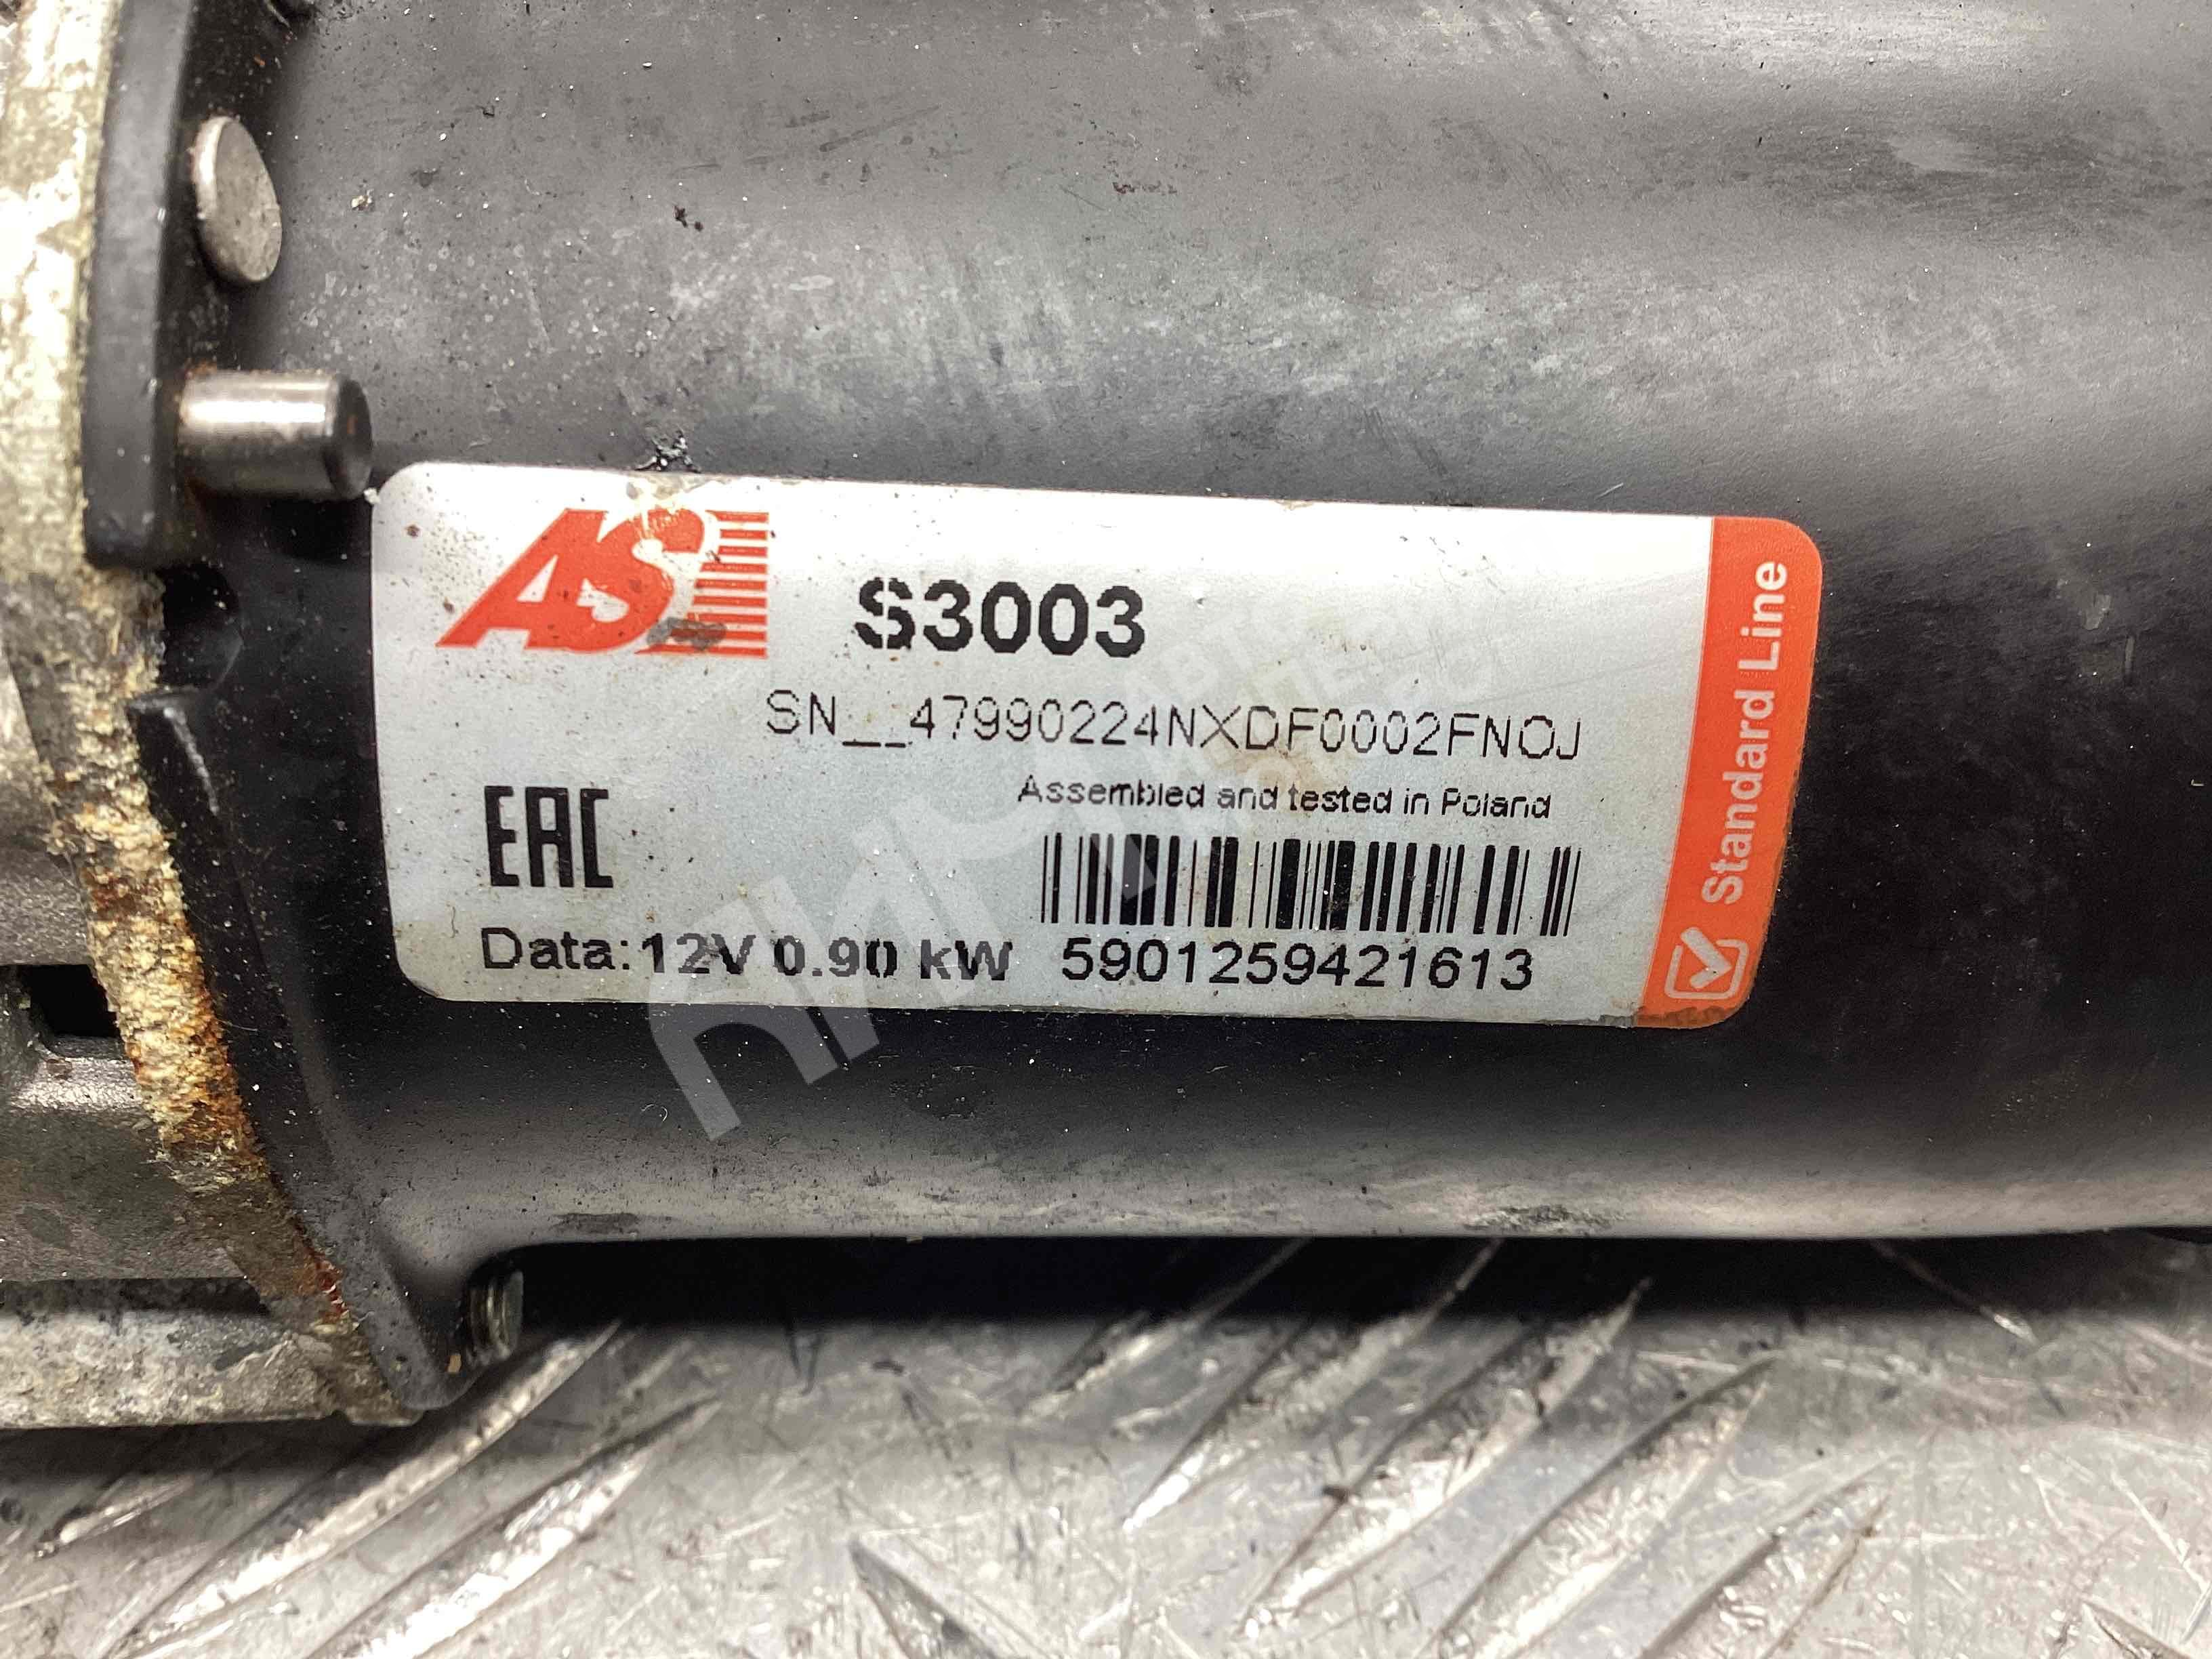 AS
S3003
SN__47990224NXDF0002FNOJ
Assembled and tested in Poland
EAC
Data: 12V 0.90 kW
5901259421613
Standard Line